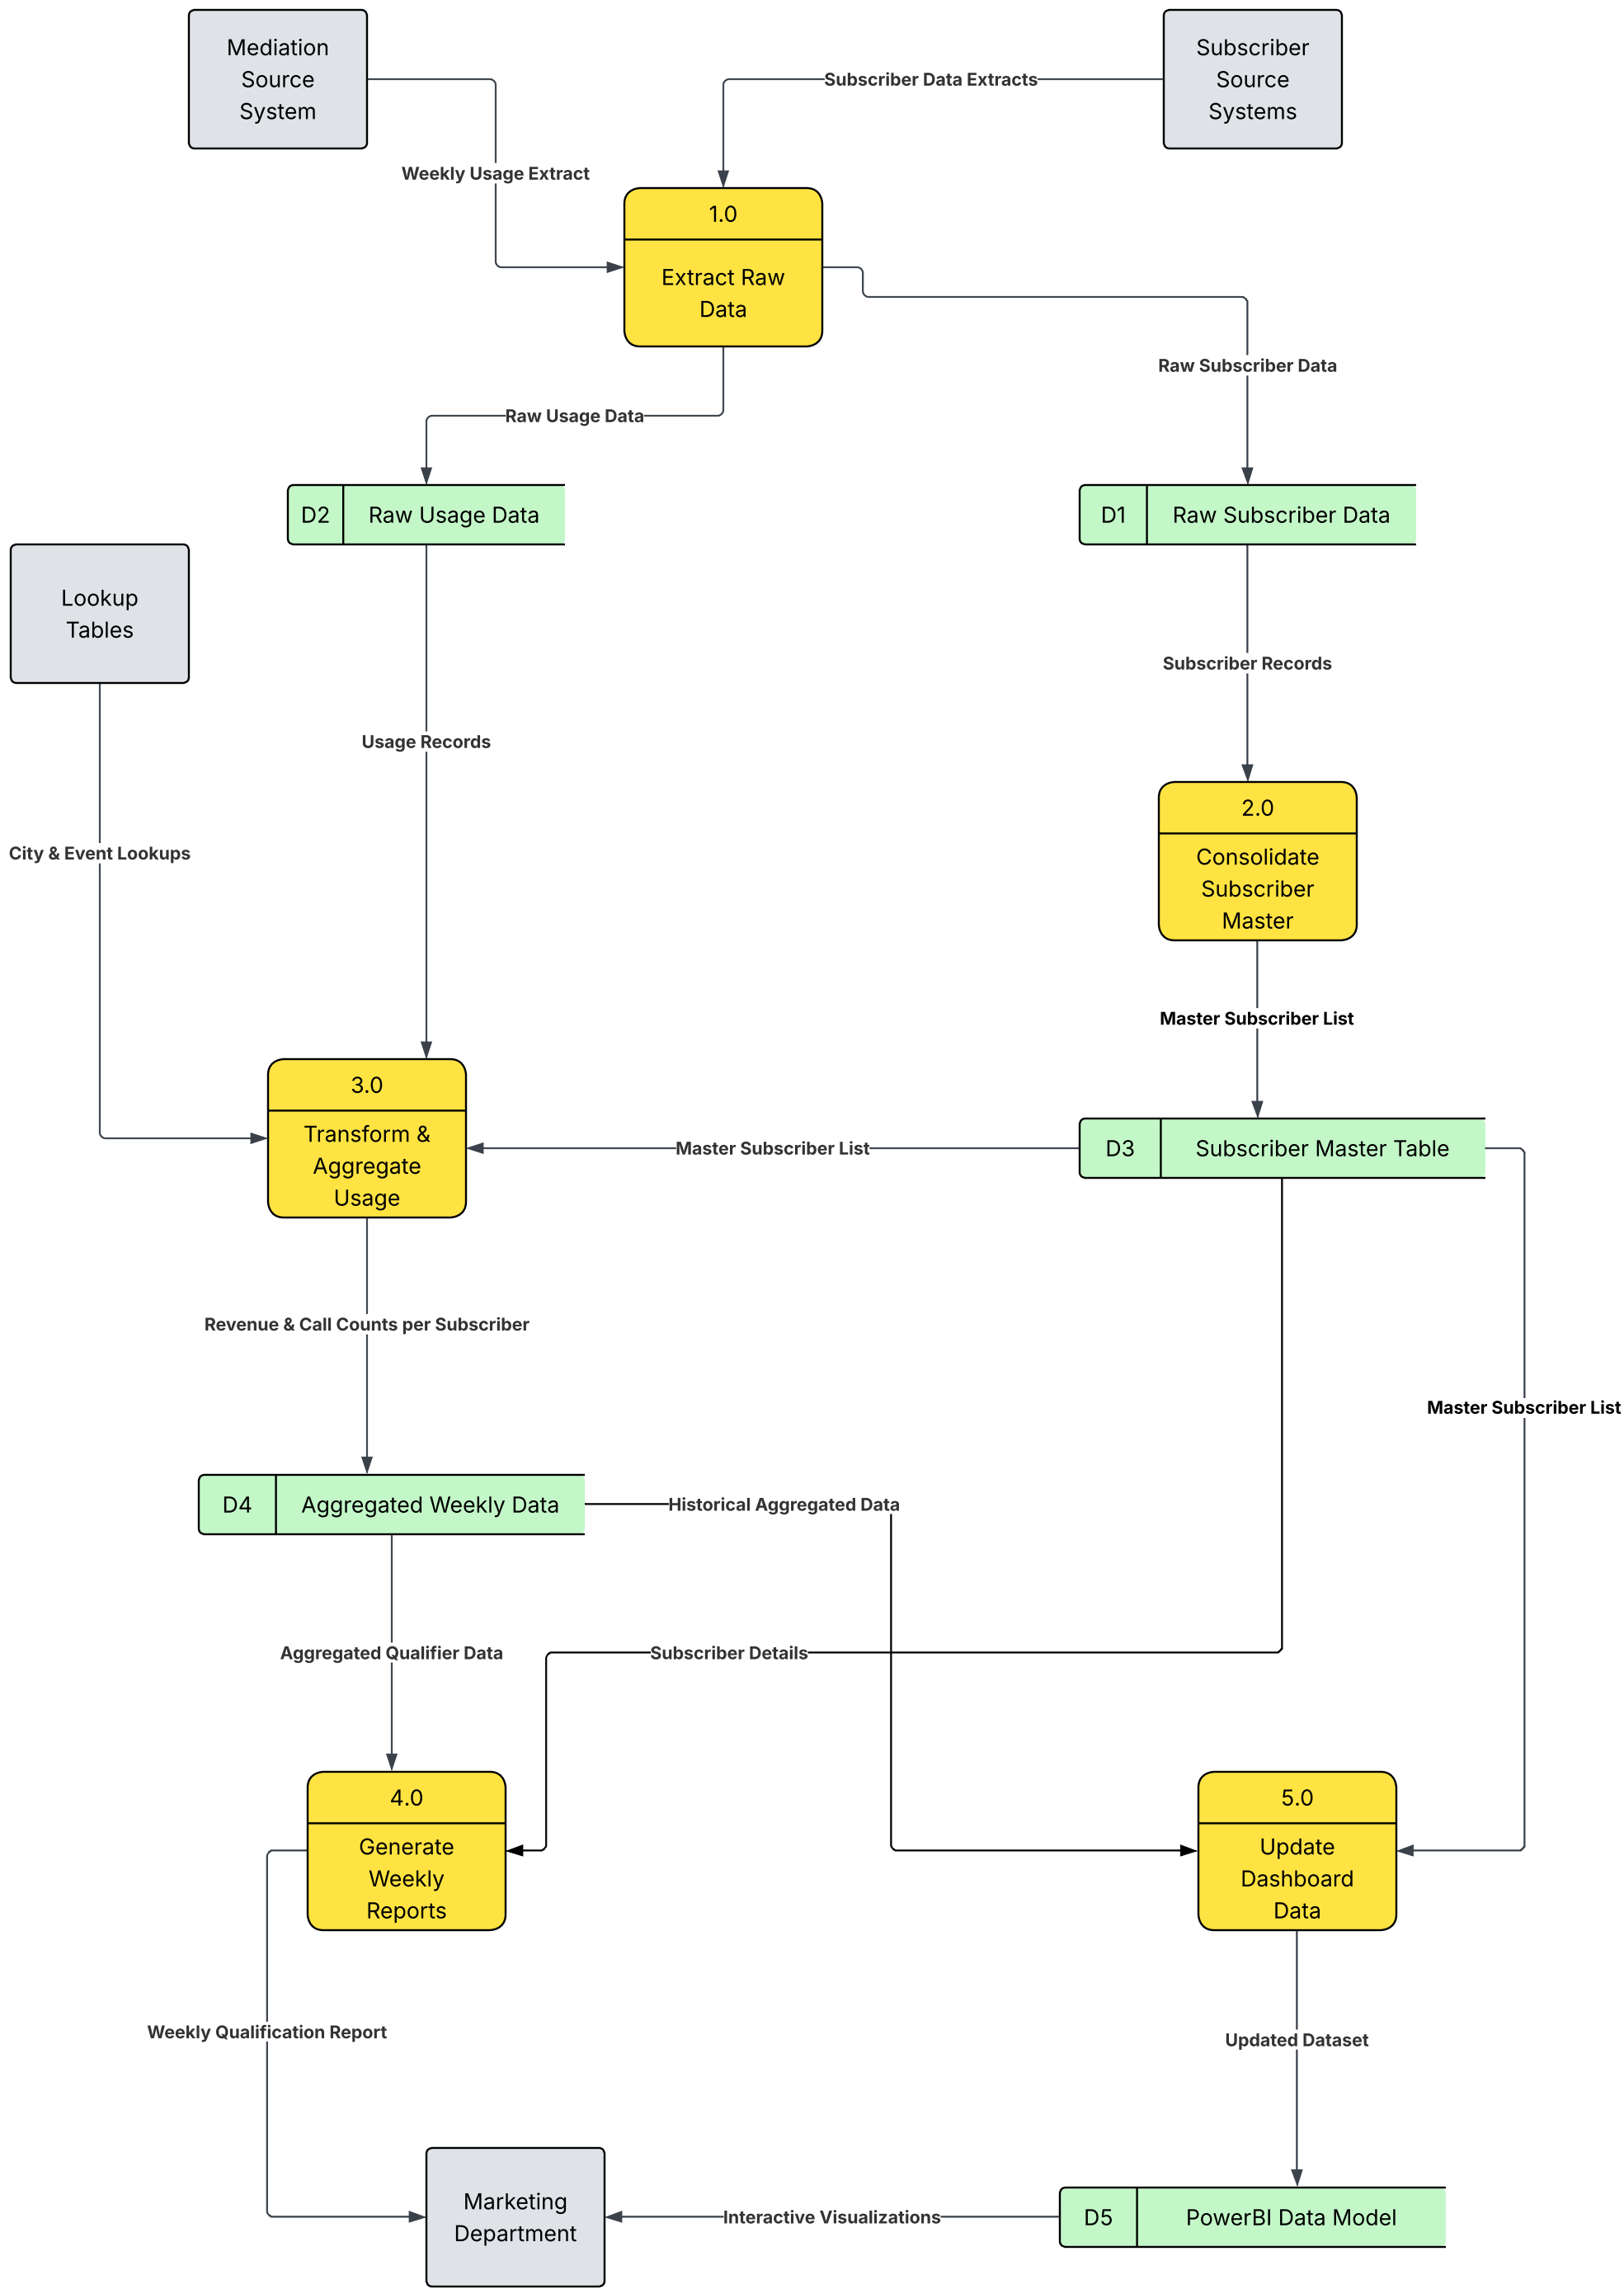 Mediation
Source
System
Subscriber
Source
Systems
Subscriber Data Extracts
Weekly Usage Extract
1.0
Extract Raw
Data
Raw Subscriber Data
Raw Usage Data
D2
Raw Usage Data
D1
Raw Subscriber Data
Lookup
Tables
Subscriber Records
Usage Records
2.0
Consolidate
Subscriber
Master
City & Event Lookups
Master Subscriber List
3.0
Transform &
Aggregate
Usage
Master Subscriber List
D3
Subscriber Master Table
Revenue & Call Counts per Subscriber
Master Subscriber List
D4
Aggregated Weekly Data
Historical Aggregated Data
Aggregated Qualifier Data
Subscriber Details
4.0
Generate
Weekly
Reports
5.0
Update
Dashboard
Data
Weekly Qualification Report
Updated Dataset
Marketing
Department
Interactive Visualizations
D5
PowerBI Data Model